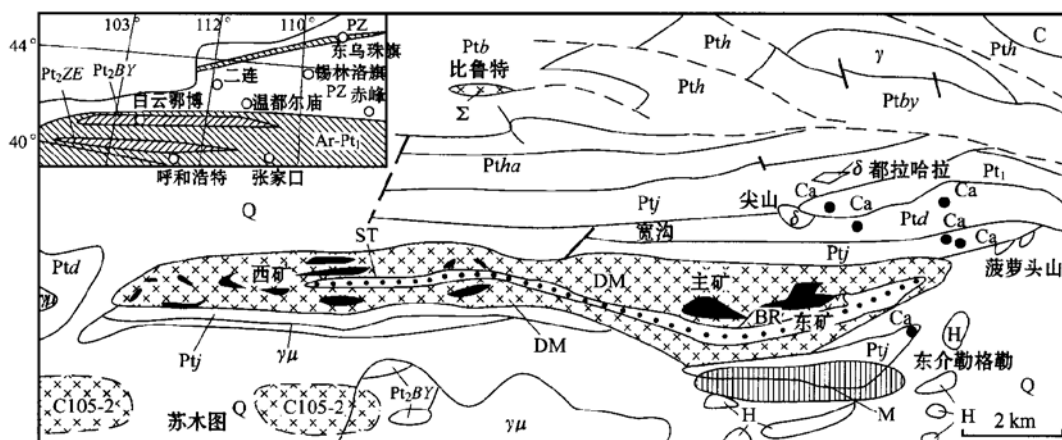 103° 112° 110° PZ
44°
东乌珠旗
锡林洛旗
二连
PZ 赤峰
Pt₂ZE Pt₂BY
白云鄂博 温都尔庙
40°
Ar-Pt₁
呼和浩特 张家口
C
Ptb Pth Pth
比鲁特
γ
Pth
Σ
Ptby
Ptha
δ 都拉哈拉 Pt₁
Ca Ca
尖山
Q
Ptj δ Ptd
Ca
ST 宽沟 Ca
Ptj
菠萝头山
Ptd
西矿 DM 主矿
γμ
BR 东矿
Ca
DM H
Ptj γμ Ptj
东介勒格勒
Pt₂BY Q
C105-2 Q C105-2
苏木图 γμ H M H
2 km